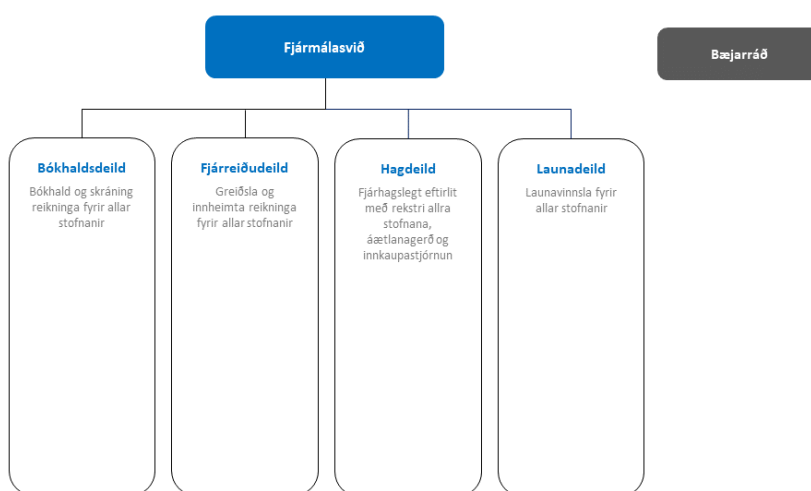 Fjármálasvið
Bæjarráð
Bókhaldsdeild
Bókhald og skráning
reikninga fyrir allar
stofnanir
Fjárreiðudeild
Greiðsla og
innheimta reikninga
fyrir allar stofnanir
Hagdeild
Fjárhagslegt eftirlit
með rekstri allra
stofnana,
áætlanagerð og
innkaupastjórnun
Launadeild
Launavinnsla fyrir
allar stofnanir